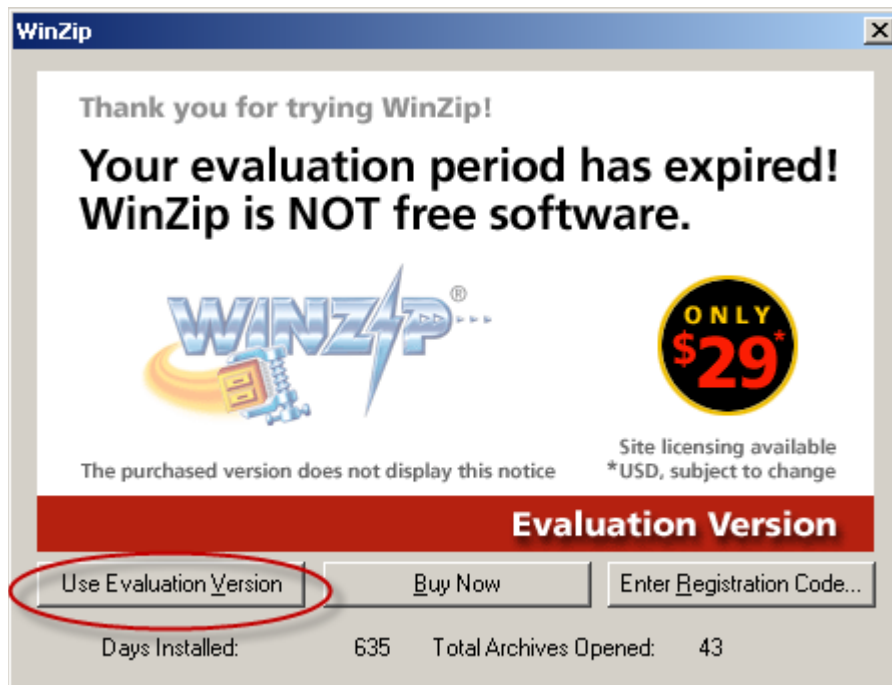 WinZip
Thank you for trying WinZip!
Your evaluation period has expired!
WinZip is NOT free software.
WINZIP®
ONLY
$29*
Site licensing available
The purchased version does not display this notice
*USD, subject to change
Evaluation Version
Use Evaluation Version
Buy Now
Enter Registration Code...
Days Installed: 635 Total Archives Opened: 43